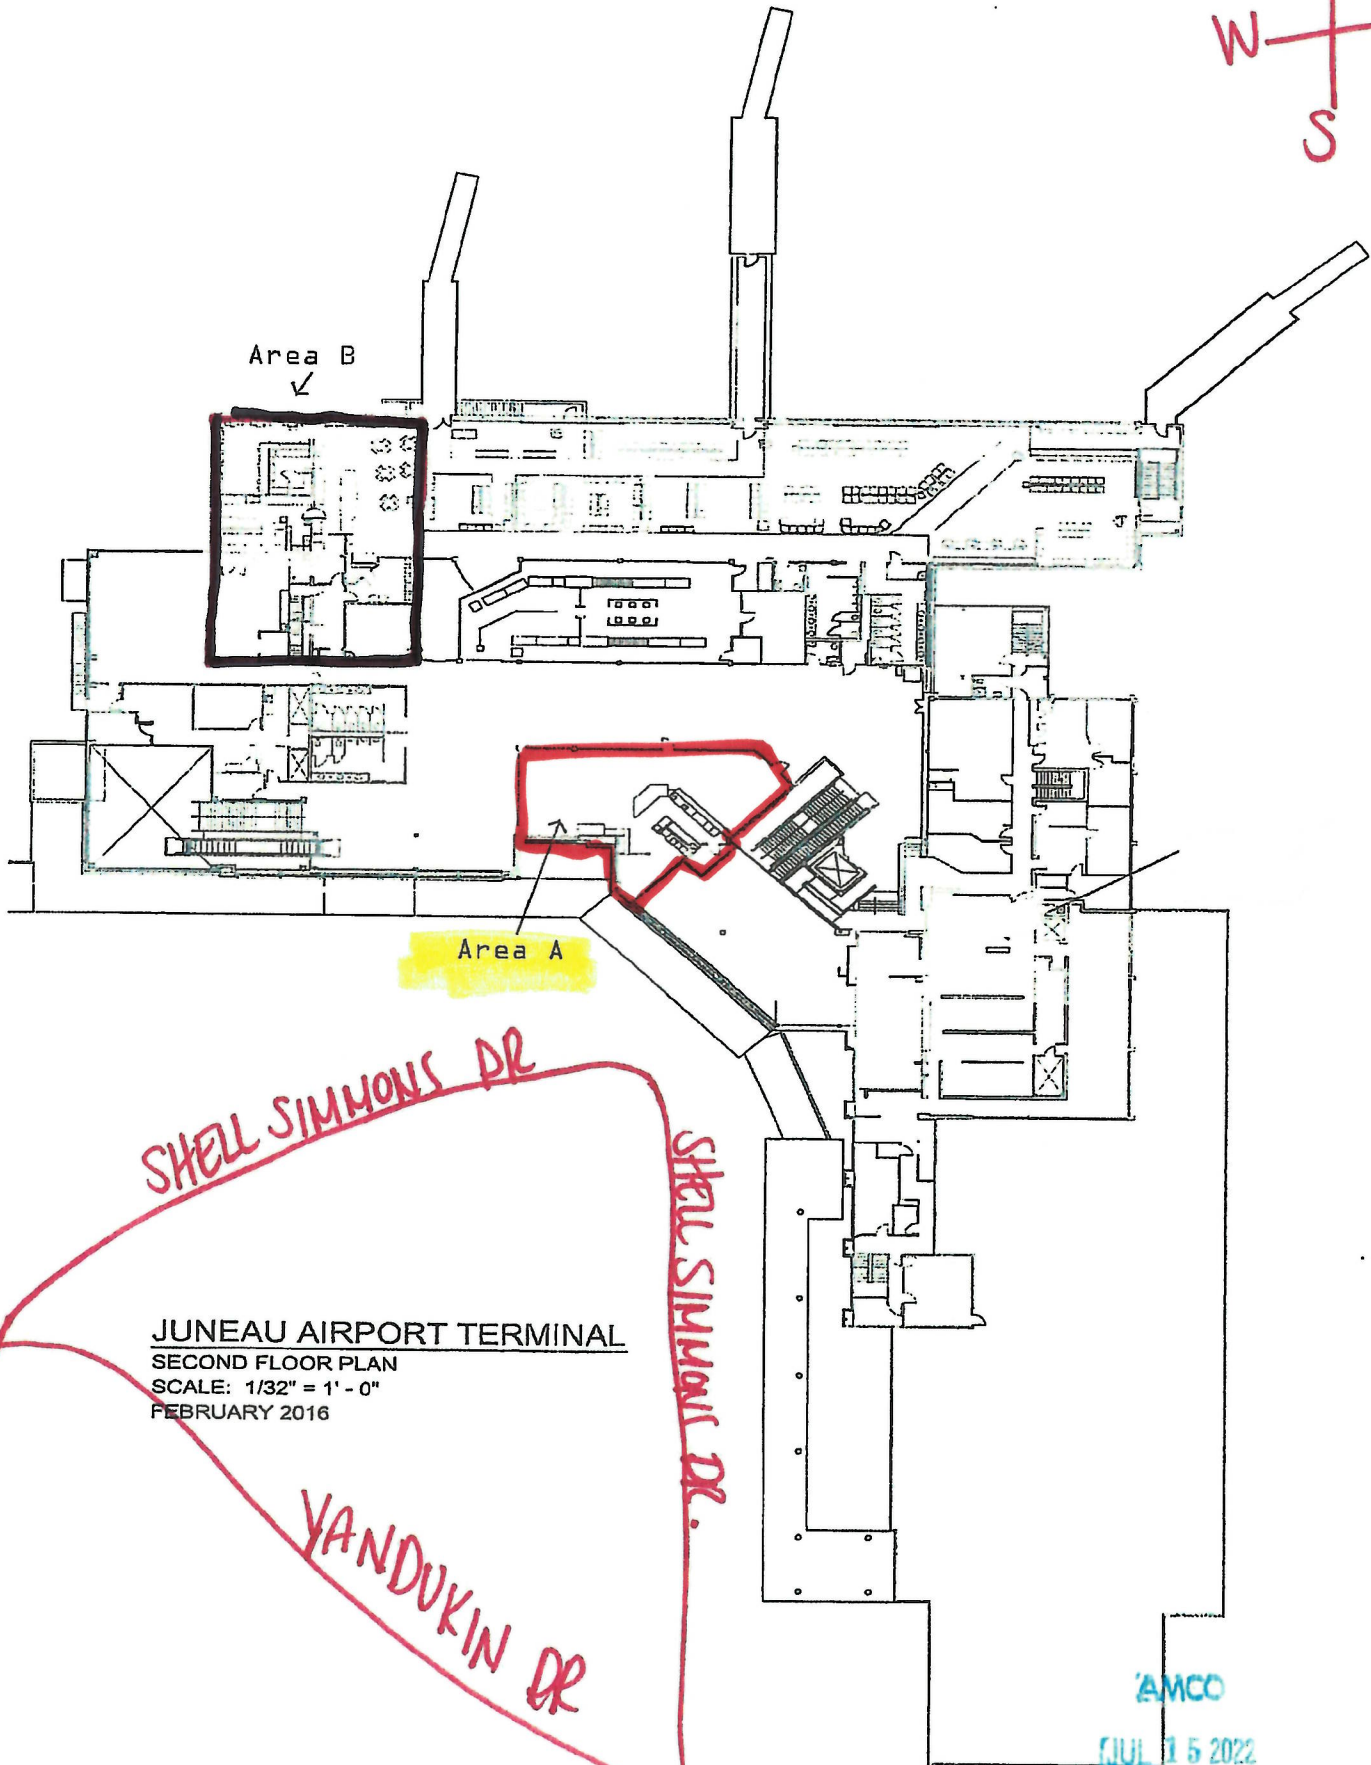 W
S
Area B
Area A
SHELL SIMMONS DR
SHELL SIMMONS DR.
JUNEAU AIRPORT TERMINAL
SECOND FLOOR PLAN
SCALE: 1/32" = 1' - 0"
FEBRUARY 2016
YANDUKIN DR
AMCO
JUL 15 2022